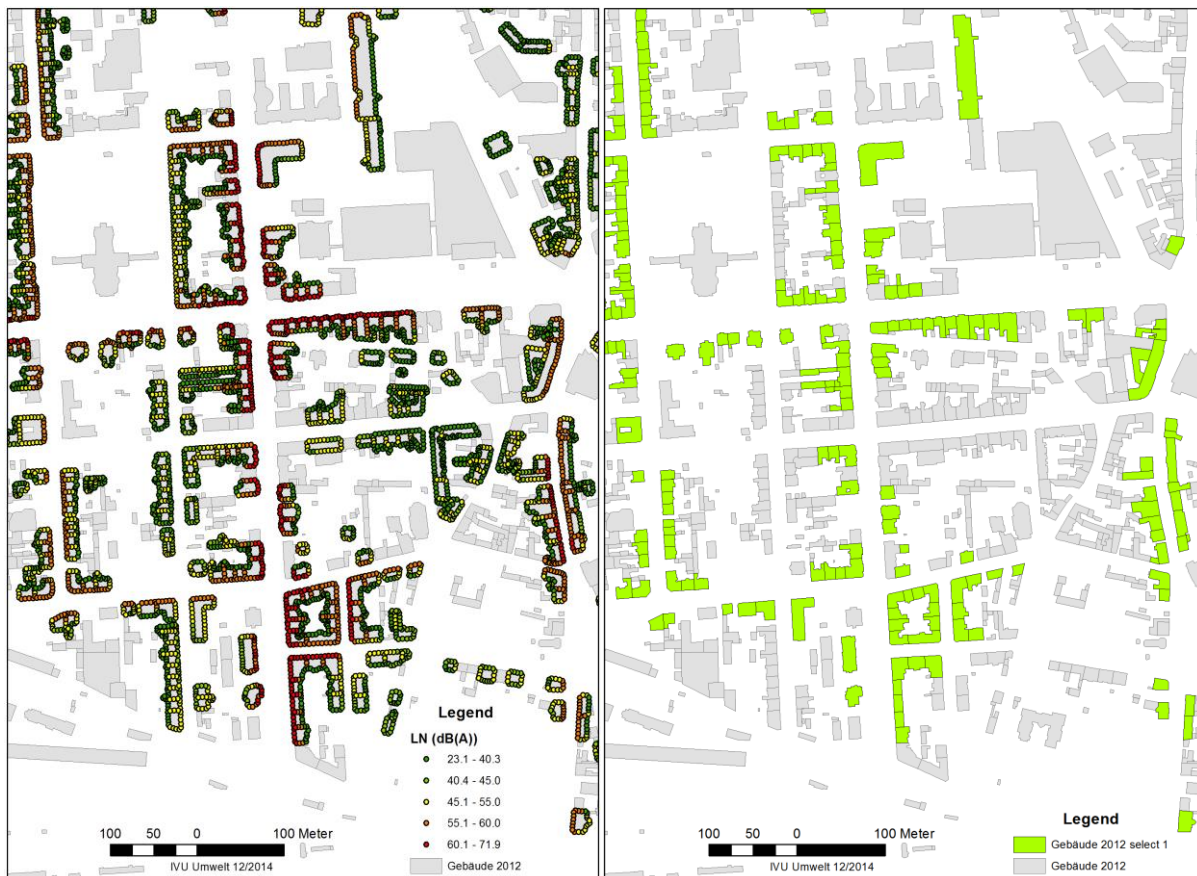 Legend
LN (dB(A))
23.1 - 40.3
40.4 - 45.0
45.1 - 55.0
55.1 - 60.0
60.1 - 71.9
Gebäude 2012
100 50 0 100 Meter
IVU Umwelt 12/2014
Legend
Gebäude 2012 select 1
Gebäude 2012
100 50 0 100 Meter
IVU Umwelt 12/2014